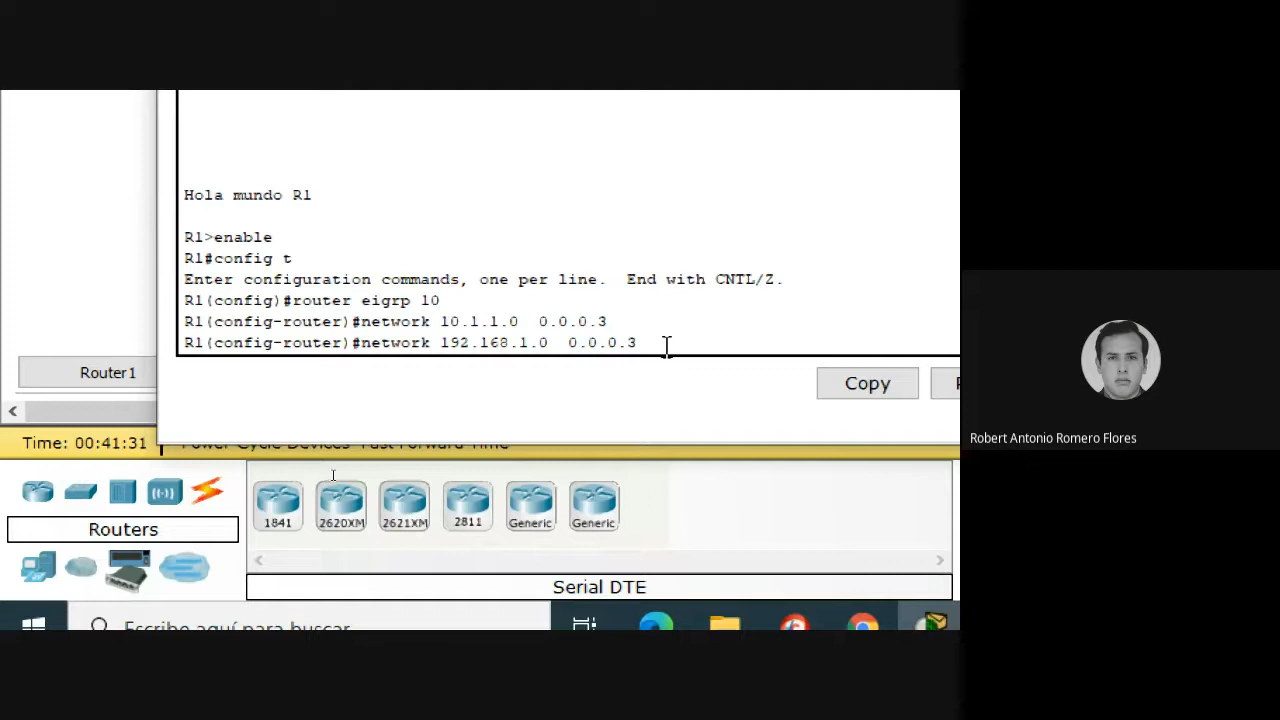 Hola mundo R1
R1>enable
R1#config t
Enter configuration commands, one per line.  End with CNTL/Z.
R1(config)#router eigrp 10
R1(config-router)#network 10.1.1.0  0.0.0.3
R1(config-router)#network 192.168.1.0  0.0.0.3
Router1
Copy
Robert Antonio Romero Flores
Time: 00:41:31
Power Cycle Devices Fast Forward Time
1841
2620XM
2621XM
2811
Generic
Generic
Routers
Serial DTE
Escribe aquí para buscar